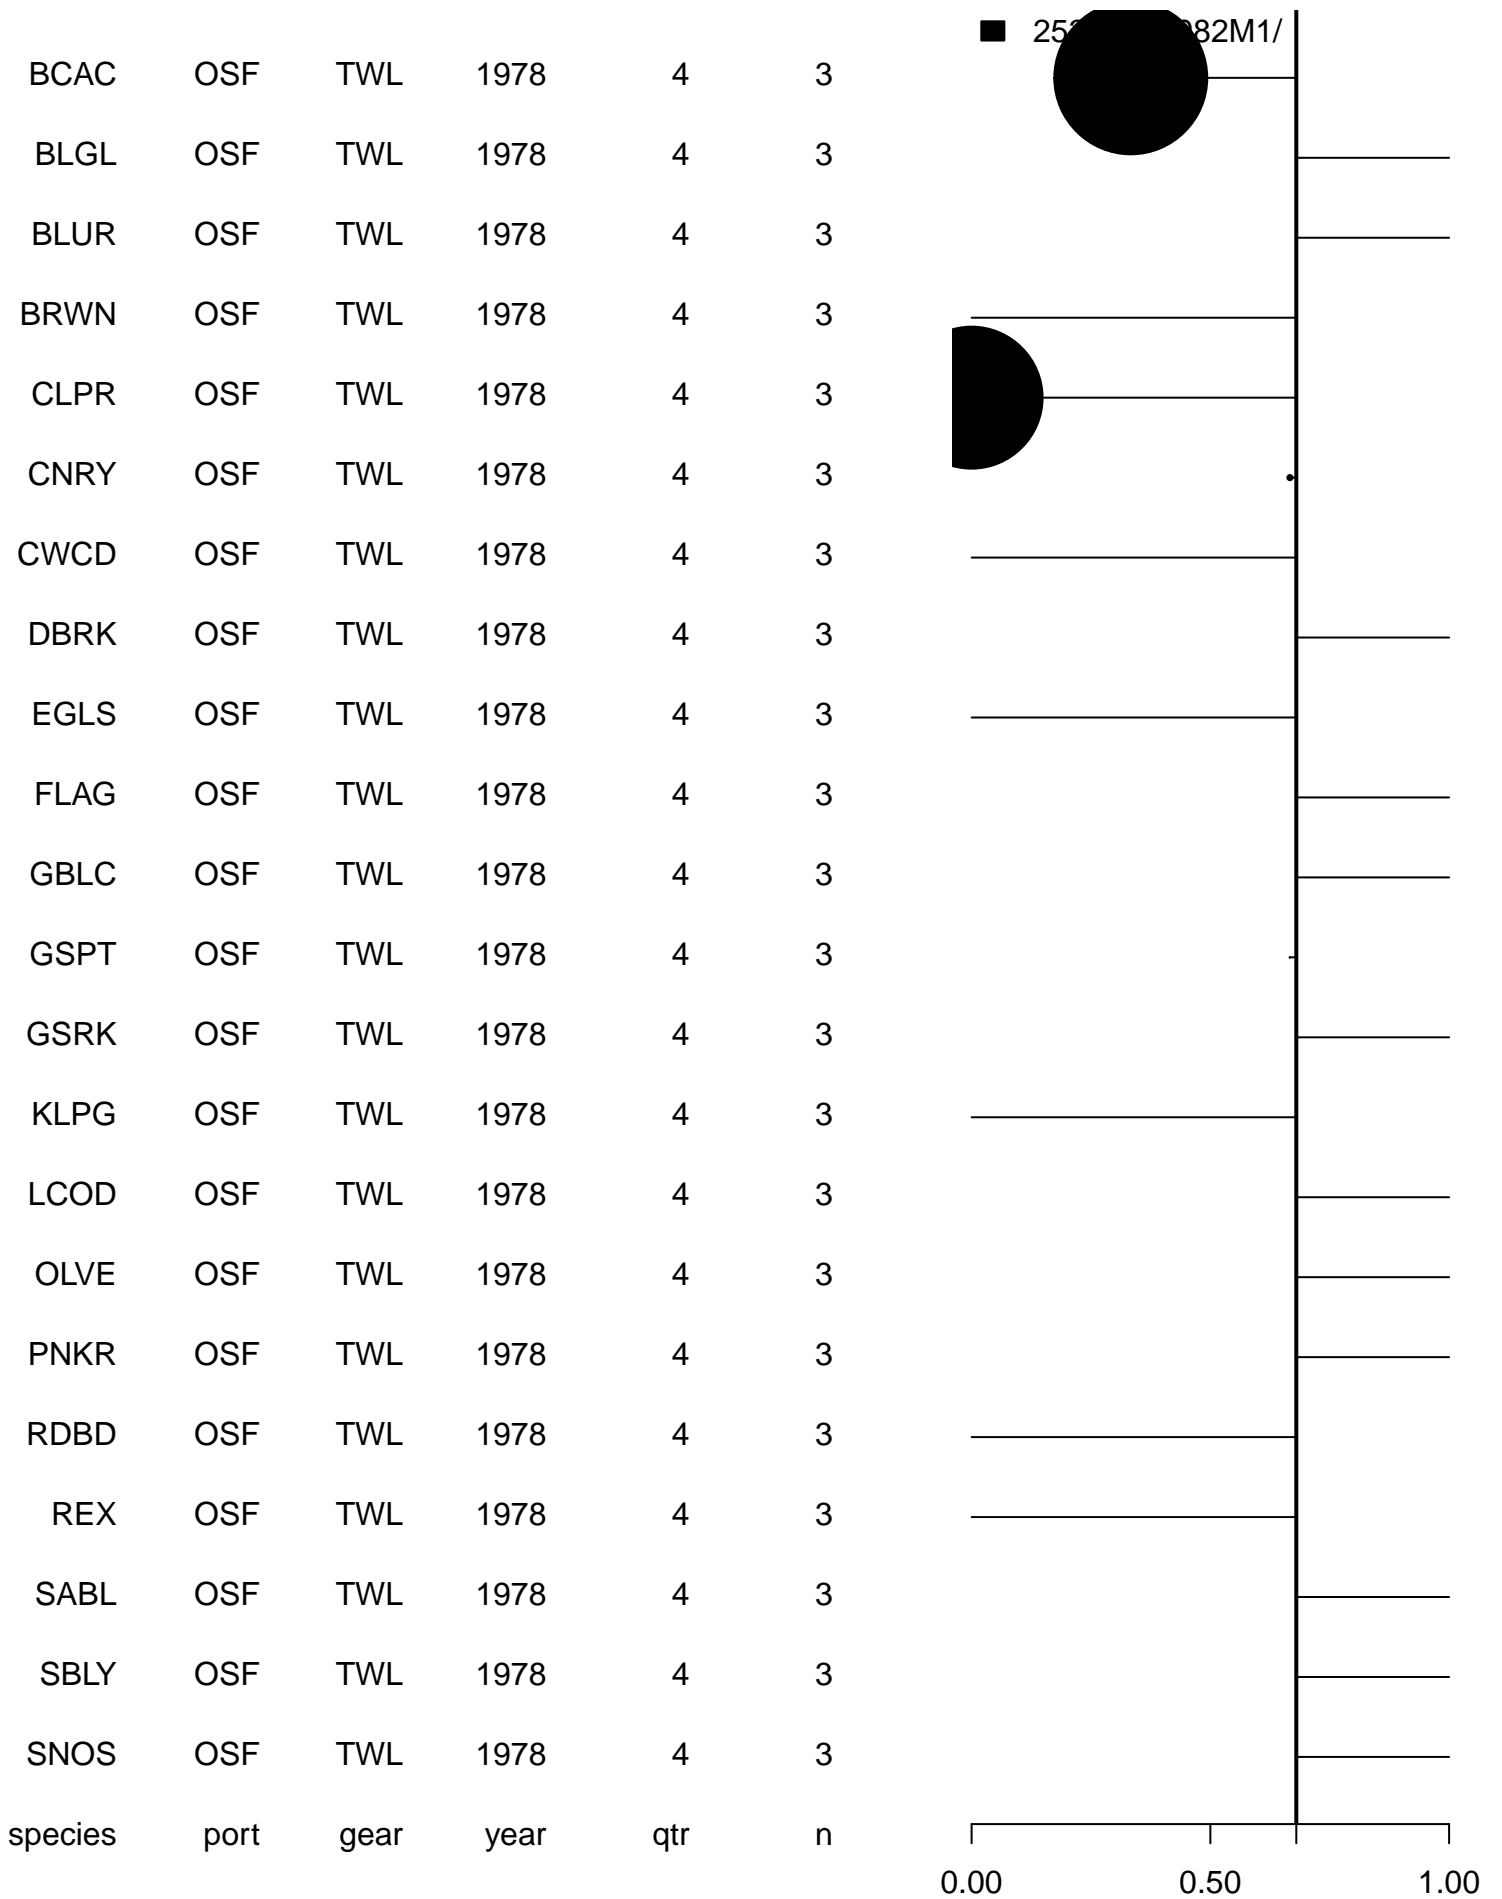 82M1/
BCAC OSF TWL 1978 4 3
BLGL OSF TWL 1978 4 3
BLUR OSF TWL 1978 4 3
BRWN OSF TWL 1978 4 3
CLPR OSF TWL 1978 4 3
CNRY OSF TWL 1978 4 3
CWCD OSF TWL 1978 4 3
DBRK OSF TWL 1978 4 3
EGLS OSF TWL 1978 4 3
FLAG OSF TWL 1978 4 3
GBLC OSF TWL 1978 4 3
GSPT OSF TWL 1978 4 3
GSRK OSF TWL 1978 4 3
KLPG OSF TWL 1978 4 3
LCOD OSF TWL 1978 4 3
OLVE OSF TWL 1978 4 3
PNKR OSF TWL 1978 4 3
RDBD OSF TWL 1978 4 3
REX OSF TWL 1978 4 3
SABL OSF TWL 1978 4 3
SBLY OSF TWL 1978 4 3
SNOS OSF TWL 1978 4 3
species port gear year qtr n
0.00 0.50 1.00